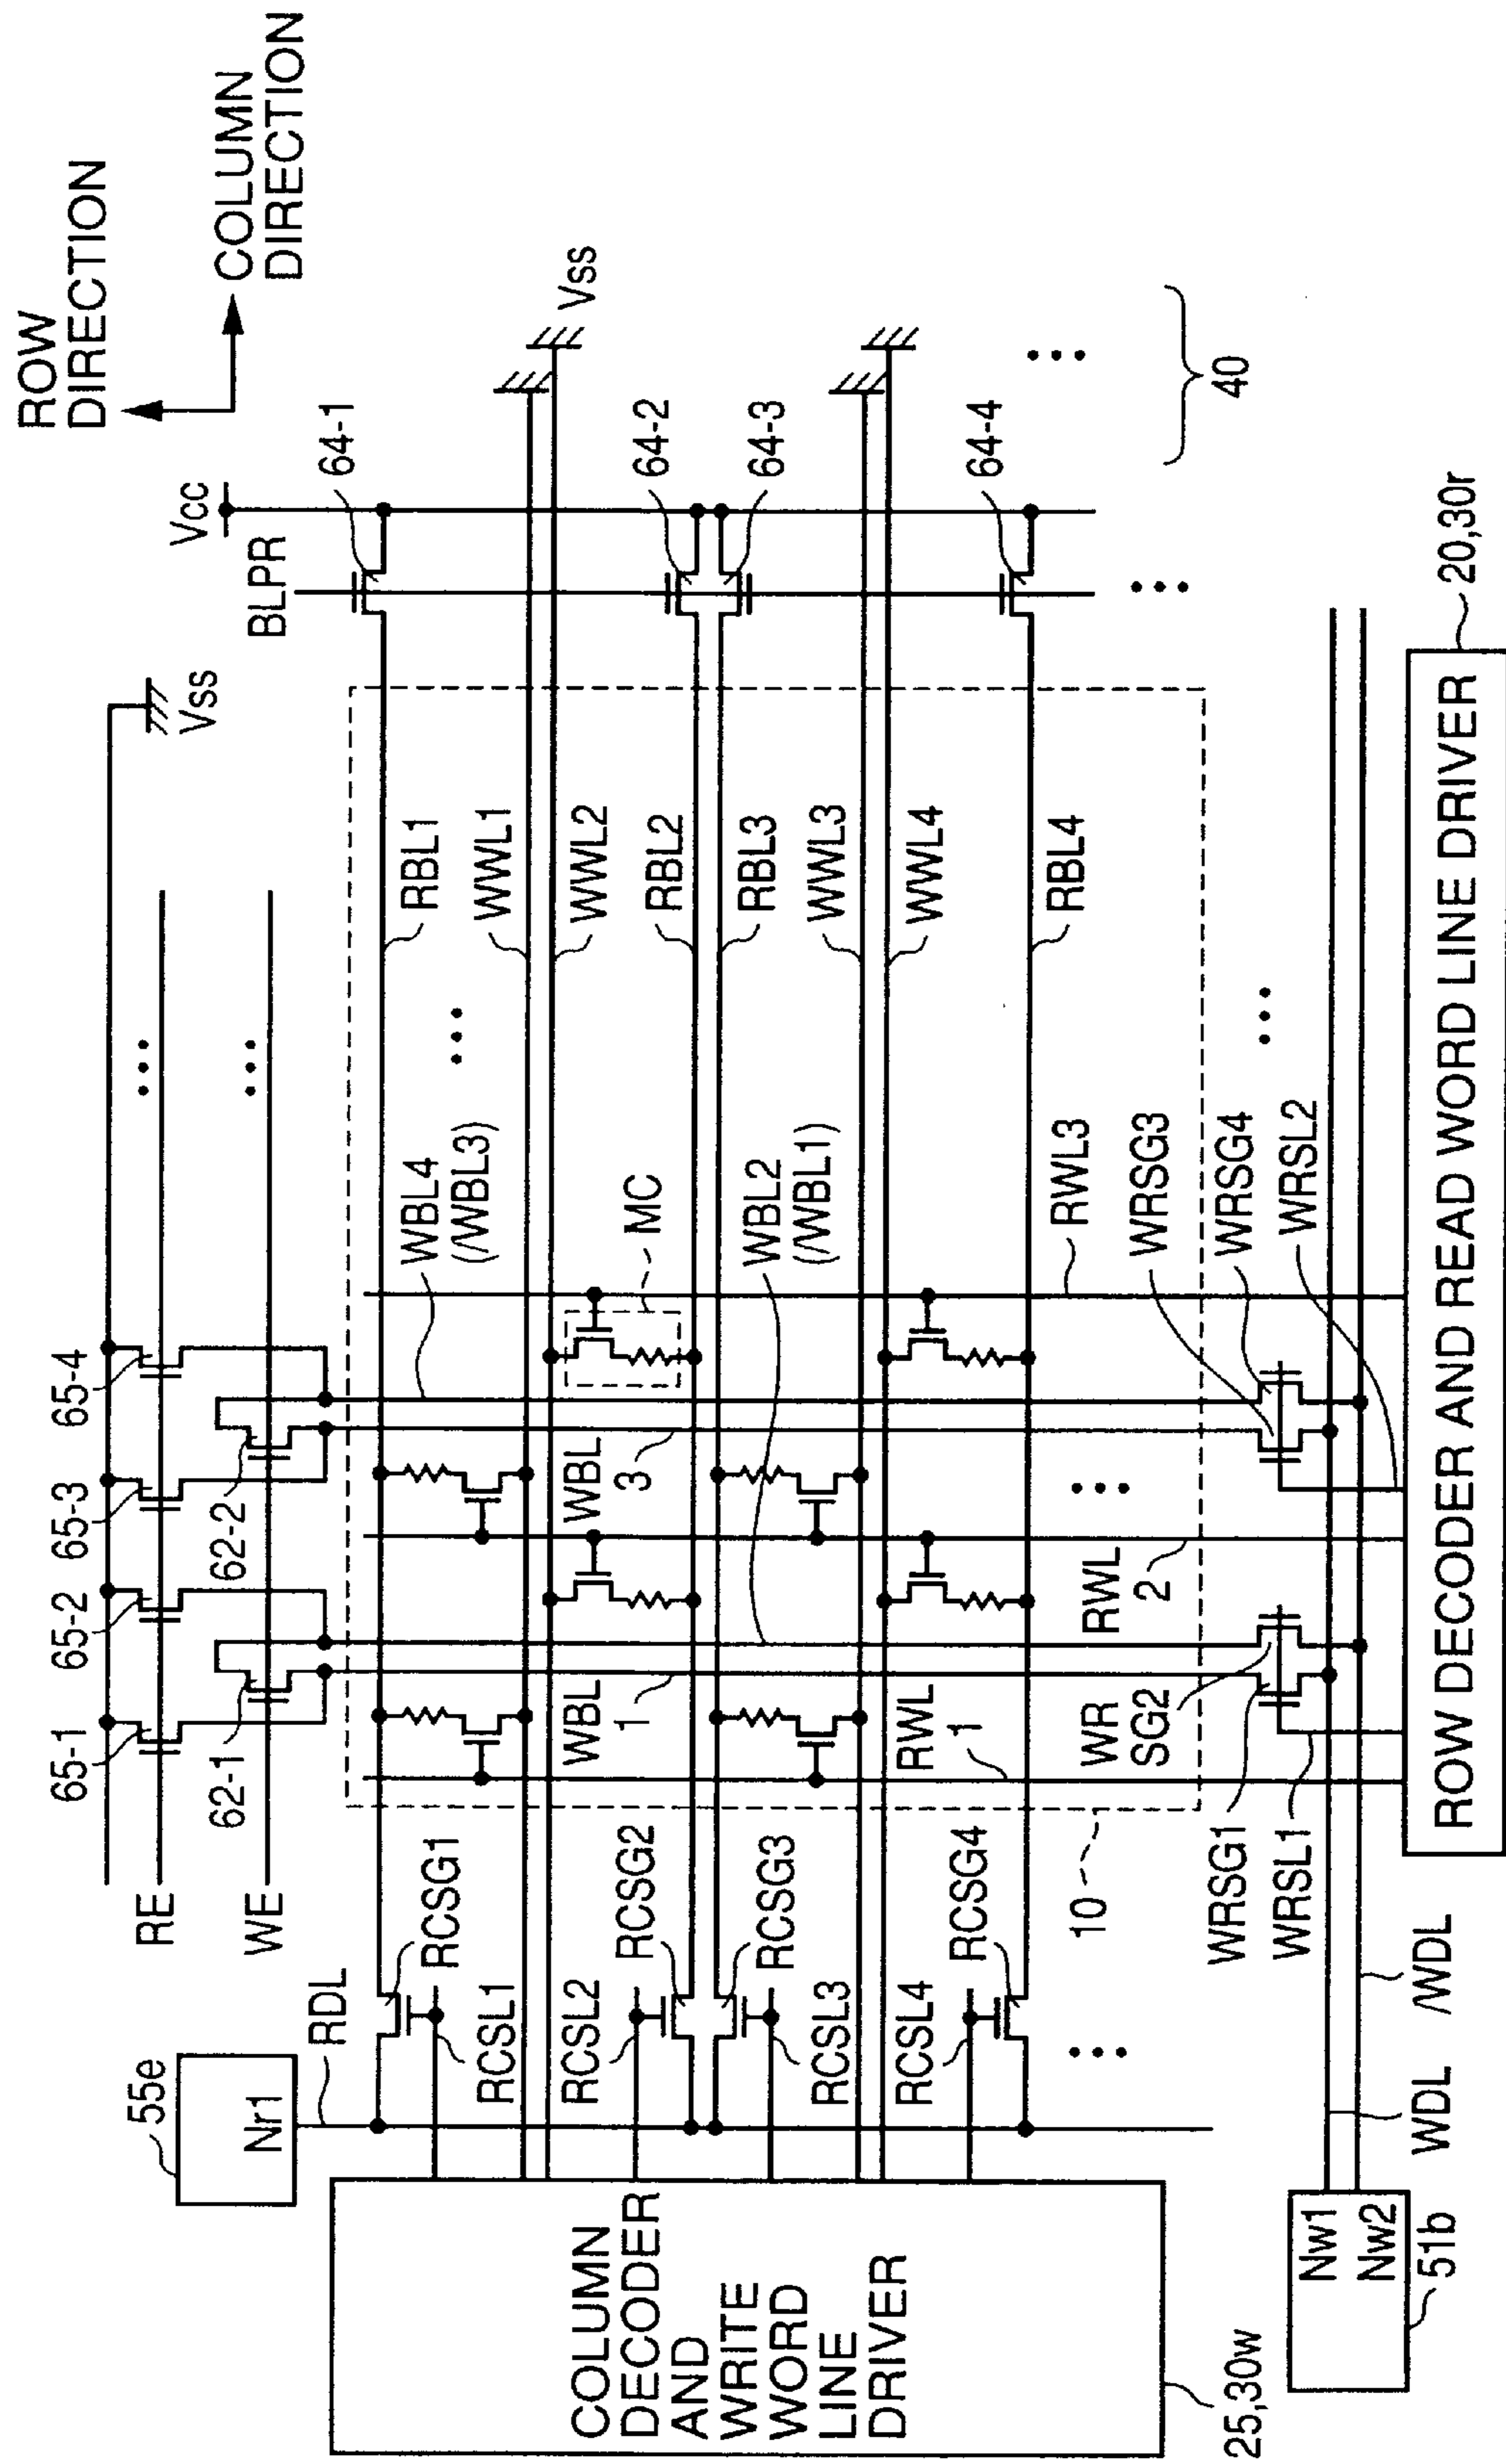 ROW
DIRECTION
COLUMN
DIRECTION
Vss
Vcc
BLPR
64-1
64-2
64-3
64-4
Vss
40
65-1
65-2
65-3
65-4
RE
WE
62-1
62-2
55e
Nr1
RDL
RCSG1
RCSL1
RCSL2
RCSG2
RCSG3
RCSL3
RCSL4
RCSG4
COLUMN
DECODER
AND
WRITE
WORD
LINE
DRIVER
25,30w
RBL1
WWL1
WWL2
RBL2
RBL3
WWL3
WWL4
RBL4
WBL4
(/WBL3)
MC
WBL2
(/WBL1)
WBL
1
WBL
3
RWL
1
RWL
2
RWL3
10
WR
SG2
WRSG1
WRSL1
WRSG3
WRSG4
WRSL2
WDL
/WDL
Nw1
Nw2
51b
20,30r
ROW DECODER AND READ WORD LINE DRIVER